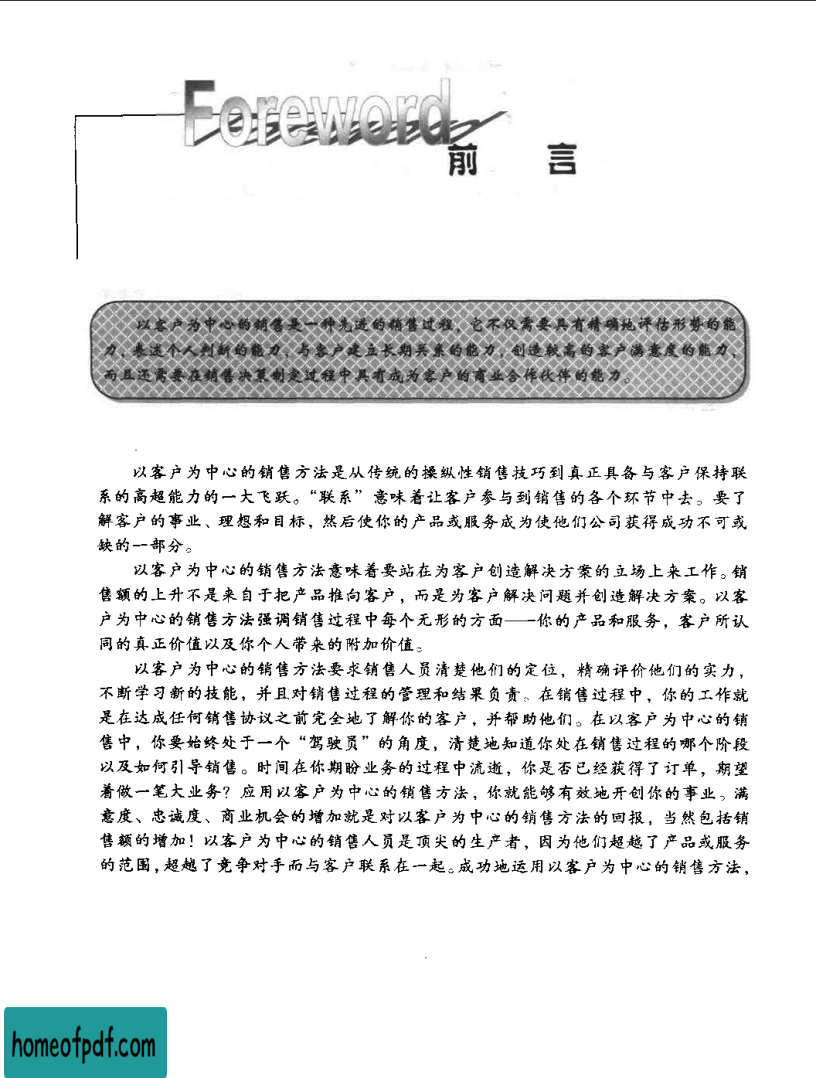 Foreword
前 言
以客户为中心的销售是一种先进的销售过程，它不仅需要具有精确地评估形势的能
力、表述个人判断的能力、与客户建立长期关系的能力、创造较高的客户满意度的能力，
而且还需要在销售决策制定过程中具有成为客户的商业合作伙伴的能力。
以客户为中心的销售方法是从传统的操纵性销售技巧到真正具备与客户保持联
系的高超能力的一大飞跃。“联系”意味着让客户参与到销售的各个环节中去。要了
解客户的事业、理想和目标，然后使你的产品或服务成为使他们公司获得成功不可或
缺的一部分。
以客户为中心的销售方法意味着要站在为客户创造解决方案的立场上来工作。销
售额的上升不是来自于把产品推向客户，而是为客户解决问题并创造解决方案。以客
户为中心的销售方法强调销售过程中每个无形的方面——你的产品和服务，客户所认
同的真正价值以及你个人带来的附加价值。
以客户为中心的销售方法要求销售人员清楚他们的定位，精确评价他们的实力，
不断学习新的技能，并且对销售过程的管理和结果负责。在销售过程中，你的工作就
是在达成任何销售协议之前完全地了解你的客户，并帮助他们。在以客户为中心的销
售中，你要始终处于一个“驾驶员”的角度，清楚地知道你处在销售过程的哪个阶段
以及如何引导销售。时间在你期盼业务的过程中流逝，你是否已经获得了订单，期望
着做一笔大业务？应用以客户为中心的销售方法，你就能够有效地开创你的事业。满
意度、忠诚度、商业机会的增加就是对以客户为中心的销售方法的回报，当然包括销
售额的增加！以客户为中心的销售人员是顶尖的生产者，因为他们超越了产品或服务
的范围，超越了竞争对手而与客户联系在一起。成功地运用以客户为中心的销售方法，
homeofpdf.com